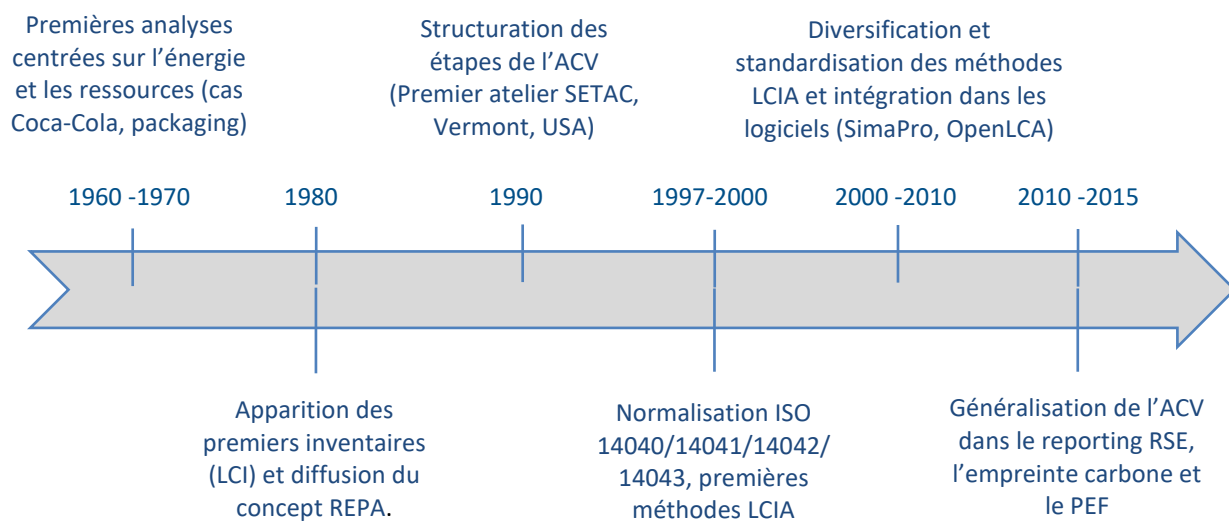 Premières analyses
centrées sur l’énergie
et les ressources (cas
Coca-Cola, packaging)
Structuration des
étapes de l’ACV
(Premier atelier SETAC,
Vermont, USA)
Diversification et
standardisation des méthodes
LCIA et intégration dans les
logiciels (SimaPro, OpenLCA)
1960 -1970
1980
1990
1997-2000
2000 -2010
2010 -2015
Apparition des
premiers inventaires
(LCI) et diffusion du
concept REPA.
Normalisation ISO
14040/14041/14042/
14043, premières
méthodes LCIA
Généralisation de l’ACV
dans le reporting RSE,
l’empreinte carbone et
le PEF